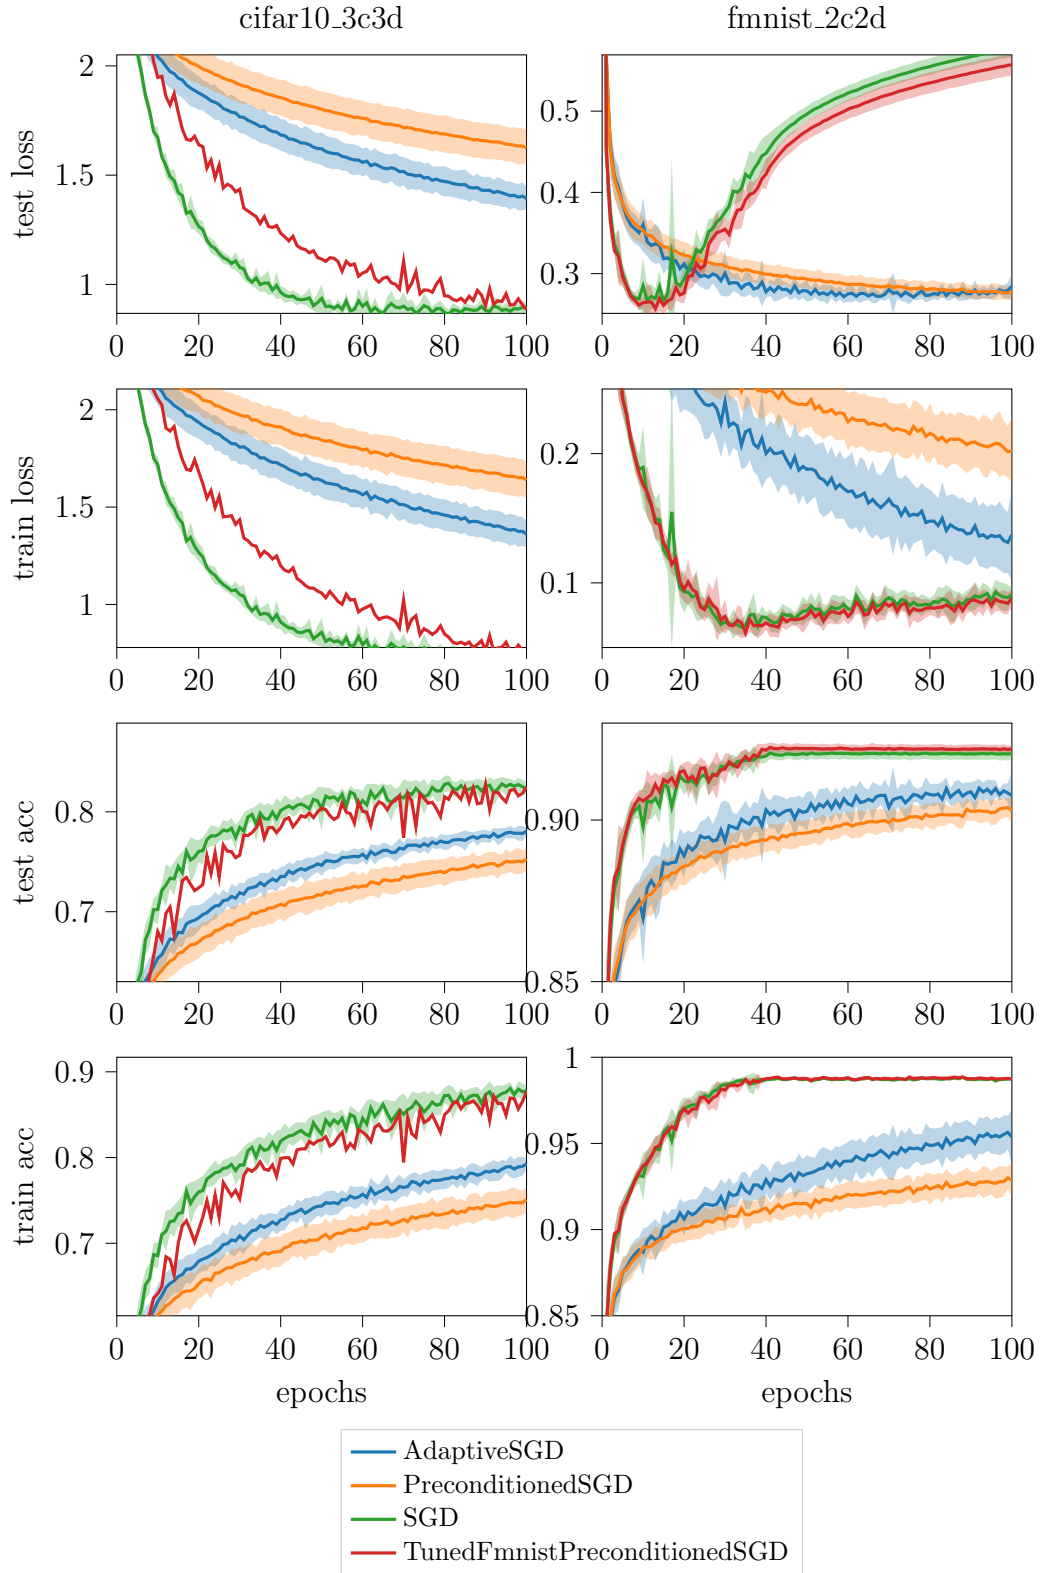 cifar10_3c3d
fmnist_2c2d
test loss
2
1.5
1
0 20 40 60 80 100
0.5
0.4
0.3
0 20 40 60 80 100
train loss
2
1.5
1
0 20 40 60 80 100
0.2
0.1
0 20 40 60 80 100
test acc
0.8
0.7
0 20 40 60 80 100
0.90
0.85
0 20 40 60 80 100
train acc
0.9
0.8
0.7
0 20 40 60 80 100
epochs
1
0.95
0.9
0.85
0 20 40 60 80 100
epochs
AdaptiveSGD
PreconditionedSGD
SGD
TunedFmnistPreconditionedSGD